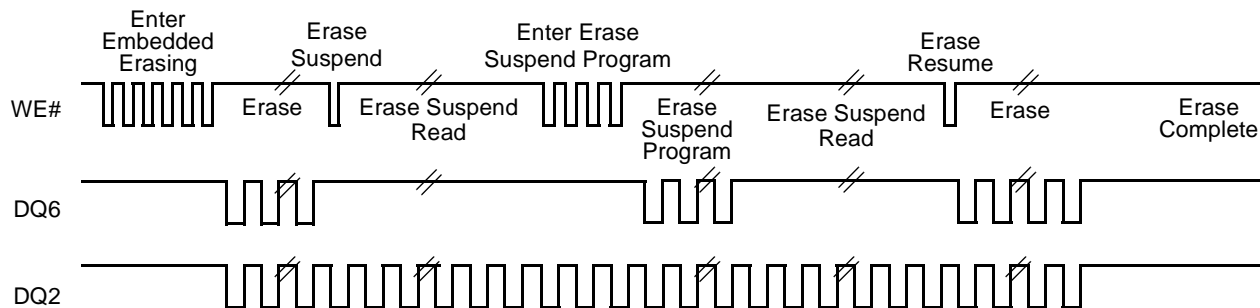 Enter
Embedded
Erasing
Erase
Suspend
Enter Erase
Suspend Program
Erase
Resume
WE#
Erase
Erase Suspend
Read
Erase
Suspend
Program
Erase Suspend
Read
Erase
Erase
Complete
DQ6
DQ2